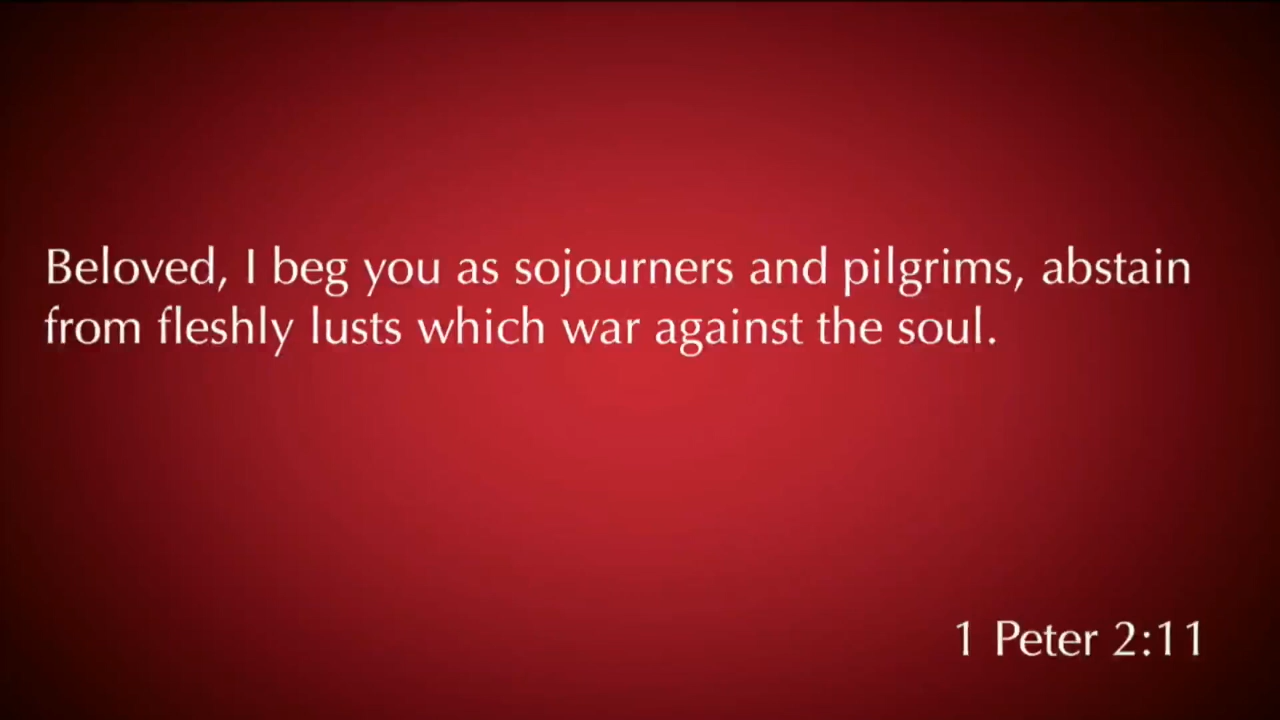 Beloved, I beg you as sojourners and pilgrims, abstain
from fleshly lusts which war against the soul.
1 Peter 2:11